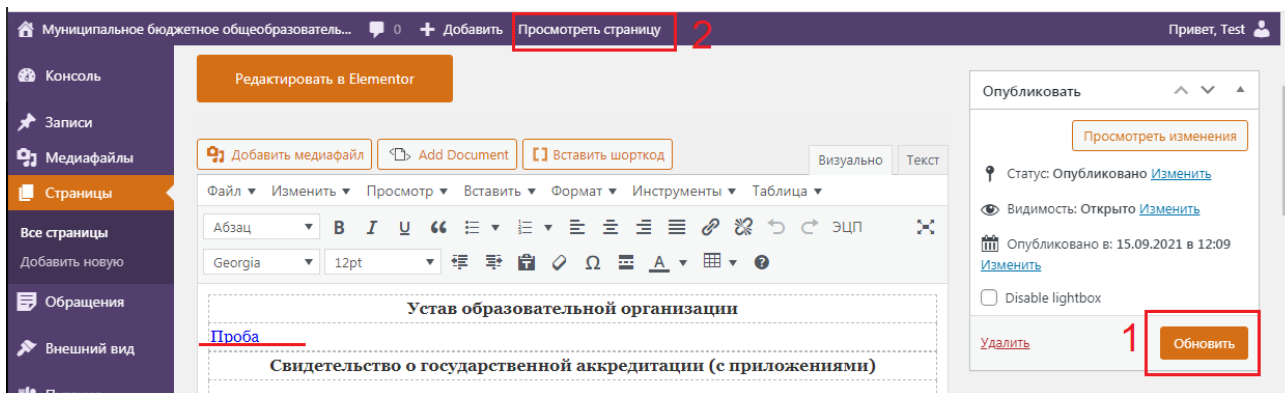 Муниципальное бюджетное общеобразователь... 0 + Добавить Просмотреть страницу 2 Привет, Test
Консоль
Записи
Медиафайлы
Страницы
Все страницы
Добавить новую
Обращения
Внешний вид
Редактировать в Elementor
Добавить медиафайл Add Document [ ] Вставить шорткод Визуально Текст
Файл Изменить Просмотр Вставить Формат Инструменты Таблица
Абзац B I U ЭЦП
Georgia 12pt Ω A
Устав образовательной организации
Проба
Свидетельство о государственной аккредитации (с приложениями)
Опубликовать
Просмотреть изменения
Статус: Опубликовано Изменить
Видимость: Открыто Изменить
Опубликовано в: 15.09.2021 в 12:09
Изменить
Disable lightbox
Удалить 1 Обновить